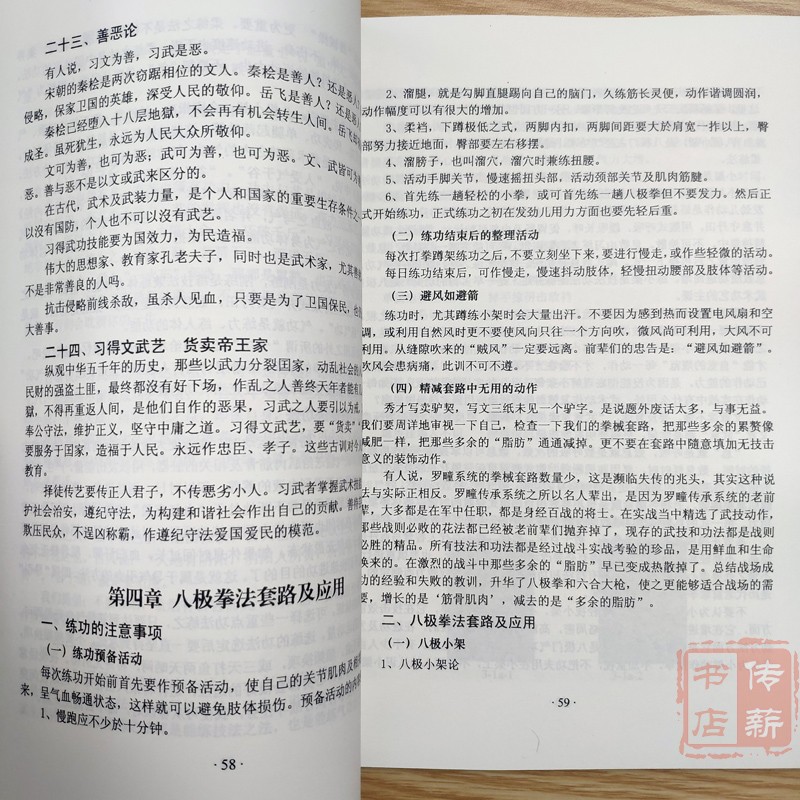 二十三、善恶论
有人说，习文为善，习武是恶。
宋朝的秦桧是两次窃踞相位的文人。秦桧是善人？还是恶人？
侵略，保家卫国的英雄，深受人民的敬仰。岳飞是善人？还是恶
秦桧已经堕入十八层地獄，不会再有机会转生人间。岳飞
成圣。虽死犹生，永远为人民大众所敬仰。
文可为善，也可为恶；武可为善，也可为恶。文、武皆可为
恶。善与恶不是以文或武来区分的。
在古代，武术及武装力量，是个人和国家的重要生存条件之
以沒有国防，个人也不可以沒有武艺。
习得武功技能要为国效力，为民造福。
伟大的思想家、教育家孔老夫子，同时也是武术家，尤其
不是非常善良的人吗。
抗击侵略前线杀敌，虽杀人见血，只要是为了卫国保民，也
大善事。
二十四、习得文武艺 货卖帝王家
纵观中华五千年的历史，那些以武力分裂国家，动乱社会的
民财的强盗土匪，最终都沒有好下场，作乱之人善终天年者能有
獄，不得再重返人间，是他们自作的恶果，习武之人要引以为戒，
奉公守法，维护正义，坚守中庸之道。习得文武艺，要“货卖”
要服务于国家，造福于人民。永远作忠臣、孝子。这些古训对今
教育。
择徒传艺要传正人君子，不传恶劣小人。习武者掌握武术技
护社会治安，遵纪守法，为构建和谐社会作出自己的贡献。善待
欺压民众，不逞凶称霸，作遵纪守法爱国爱民的模范。
第四章 八极拳法套路及应用
一、练功的注意事项
（一）练功预备活动
每次练功开始前首先要作预备活动，使自己的关节肌肉及
来，呈气血畅通状态，这样就可以避免肢体损伤。预备活动的内
1、慢跑应不少於十分钟。
·58·
2、溜腿，就是勾脚直腿踢向自己的脑门，久练筋长灵便，动作谐调圆润，
动作幅度可以有很大的增加。
3、柔裆，下蹲极低之式，两脚内扣，两脚间距要大於肩宽一拃以上，臀
部努力接近地面，臀部要左右移摆。
4、溜膀子，也叫溜穴，溜穴时兼练扭腰。
5、活动手脚关节，慢速摇扭头部，活动颈部关节及肌肉筋腱。
6、首先练一趟轻松的小拳，或可首先练一趟八极拳但不要发力。然后正
式开始练功，正式练功之初在发劲儿用力方面也要先轻后重。
（二）练功结束后的整理活动
每次打拳蹲架练功之后，不要立刻坐下来，要进行慢走，或作些轻微的活动。
每日练功结束后，可作慢走，慢速抖动肢体，轻慢扭动腰部及肢体等活动。
（三）避风如避箭
练功时，尤其蹲练小架时会大量出汗。不要因为感到热而设置电风扇和空
调，或利用自然风时更不要使风向只往一个方向吹，微风尚可利用，大风不可
利用。从缝隙吹来的“贼风”一定要远离。前辈们的忠告是：“避风如避箭”。
欠风会患病痛，此训不可不遵。
（四）精减套路中无用的动作
秀才写卖驴契，写文三纸未见一个驴字。是说题外废话太多，与事无益。
我们要周详地审视一下自己，检查一下我们的拳械套路，把那些多余的累赘像
减肥一样，把那些多余的“脂肪”通通减掉。更不要在套路中随意填加无技击
意义的装饰动作。
有人说，罗瞳系统的拳械套路数量少，这是濒临失传的兆头，其实这种说
法与实际正相反。罗瞳传承系统之所以名人辈出，是因为罗瞳传承系统的老前
辈，大多都是在军中任职，都是身经百战的将士。在实战当中精选了武技动作，
那些战则必败的花法都已经被老前辈们抛弃掉了，现存的武技和功法都是战则
必胜的精品。所有技法和功法都是经过战斗实战考验的珍品，是用鲜血和生命
换来的。在激烈的战斗中那些多余的“脂肪”早已变成热散掉了。总结战场成
功的经验和失败的教训，升华了八极拳和六合大枪，使之更能够适合战场的需
要，增长的是‘筋骨肌肉’，减去的是“多余的脂肪”。
二、八极拳法套路及应用
（一）八极小架
1、八极小架论
·59·
传薪
书店